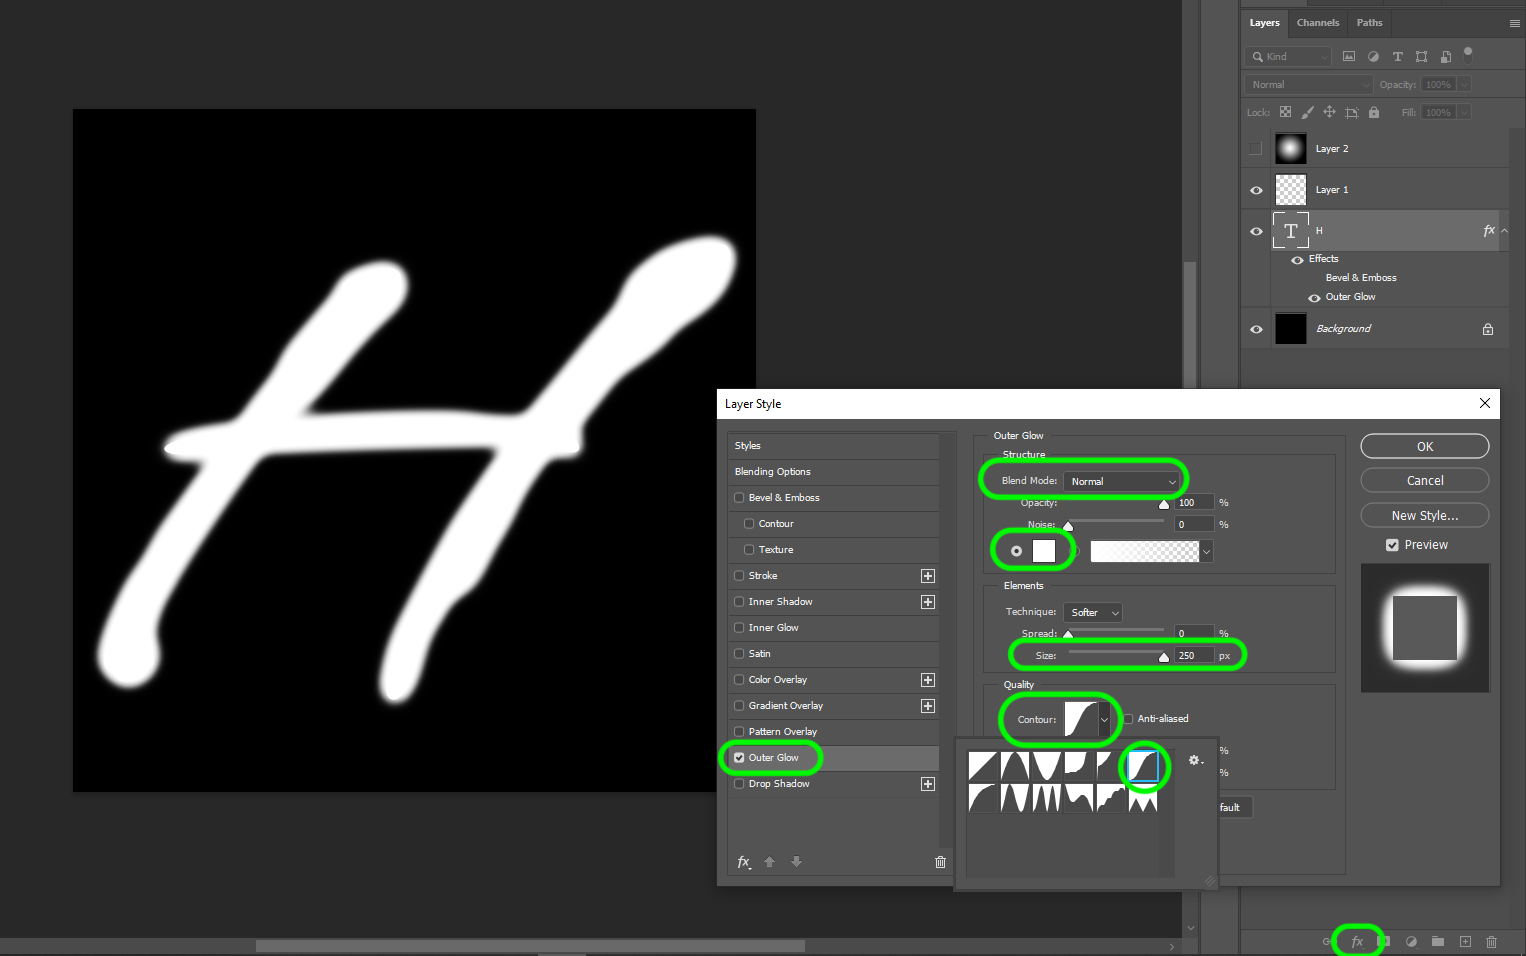 Layers Channels Paths
Kind
Normal Opacity: 100%
Lock: Fill: 100%
Layer 2
Layer 1
T H fx
Effects
Bevel & Emboss
Outer Glow
Background
H
Layer Style
Styles
Blending Options
Bevel & Emboss
Contour
Texture
Stroke
Inner Shadow
Inner Glow
Satin
Color Overlay
Gradient Overlay
Pattern Overlay
Outer Glow
Drop Shadow
fx
Outer Glow
Structure
Blend Mode: Normal
Opacity: 100 %
Noise: 0 %
Elements
Technique: Softer
Spread: 0 %
Size: 250 px
Quality
Contour: Anti-aliased
%
%
fault
OK
Cancel
New Style...
Preview
fx